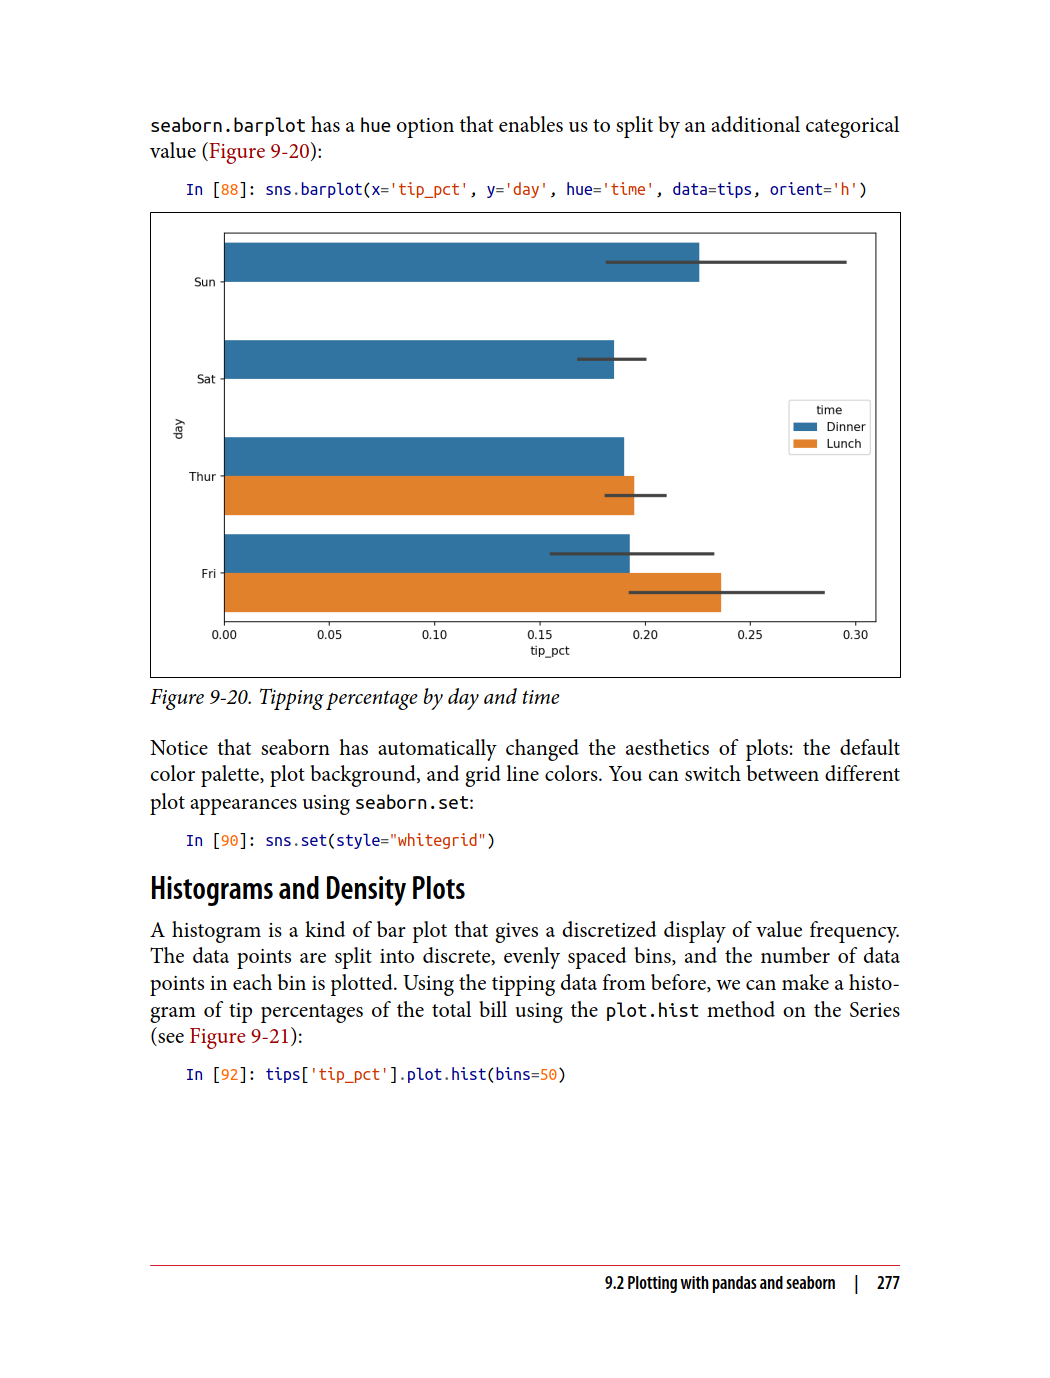 seaborn.barplot has a hue option that enables us to split by an additional categorical
value (Figure 9-20):
In [88]: sns.barplot(x='tip_pct', y='day', hue='time', data=tips, orient='h')
Sun
Sat
day
Thur
Fri
time
Dinner
Lunch
0.00 0.05 0.10 0.15 0.20 0.25 0.30
tip_pct
Figure 9-20. Tipping percentage by day and time
Notice that seaborn has automatically changed the aesthetics of plots: the default
color palette, plot background, and grid line colors. You can switch between different
plot appearances using seaborn.set:
In [90]: sns.set(style="whitegrid")
Histograms and Density Plots
A histogram is a kind of bar plot that gives a discretized display of value frequency.
The data points are split into discrete, evenly spaced bins, and the number of data
points in each bin is plotted. Using the tipping data from before, we can make a histo-
gram of tip percentages of the total bill using the plot.hist method on the Series
(see Figure 9-21):
In [92]: tips['tip_pct'].plot.hist(bins=50)
9.2 Plotting with pandas and seaborn | 277